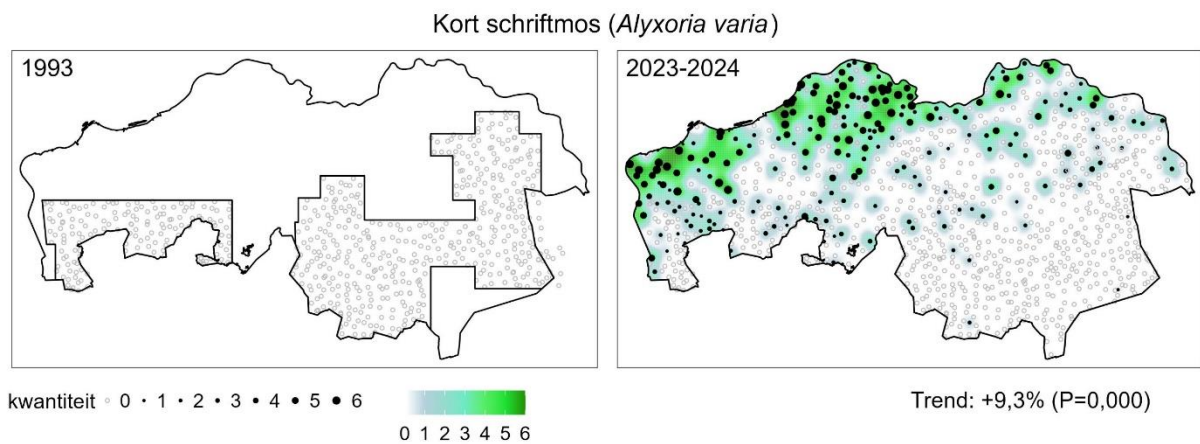 Kort schriftmos (Alyxoria varia)
1993
2023-2024
kwantiteit 0 1 2 3 4 5 6
0 1 2 3 4 5 6
Trend: +9,3% (P=0,000)